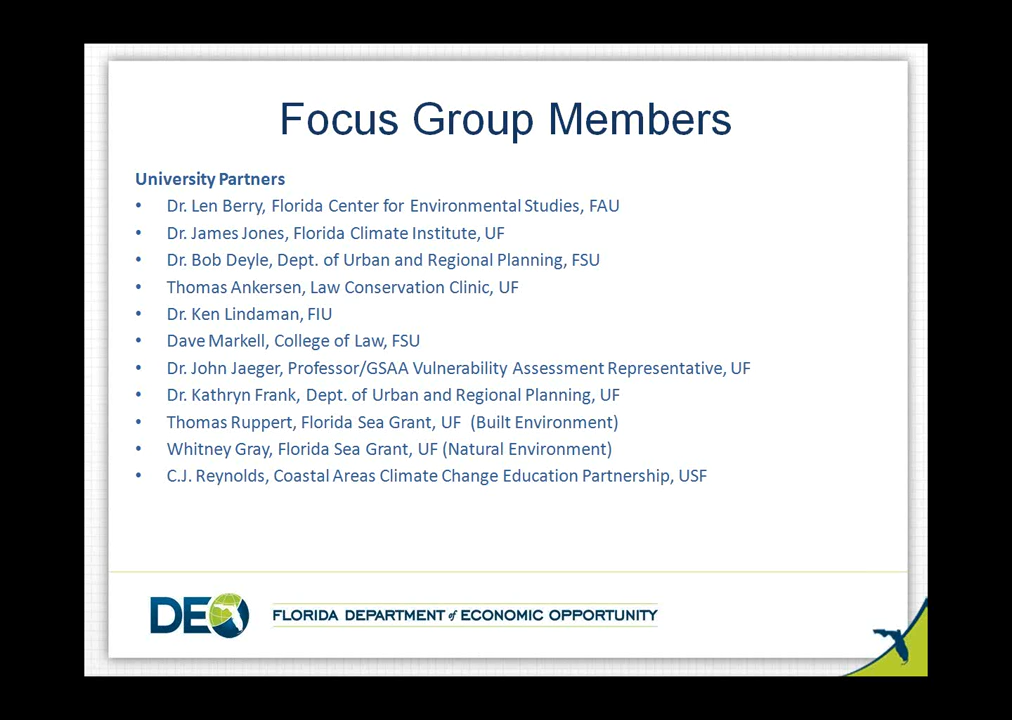 Focus Group Members
University Partners
• Dr. Len Berry, Florida Center for Environmental Studies, FAU
• Dr. James Jones, Florida Climate Institute, UF
• Dr. Bob Deyle, Dept. of Urban and Regional Planning, FSU
• Thomas Ankersen, Law Conservation Clinic, UF
• Dr. Ken Lindaman, FIU
• Dave Markell, College of Law, FSU
• Dr. John Jaeger, Professor/GSAA Vulnerability Assessment Representative, UF
• Dr. Kathryn Frank, Dept. of Urban and Regional Planning, UF
• Thomas Ruppert, Florida Sea Grant, UF (Built Environment)
• Whitney Gray, Florida Sea Grant, UF (Natural Environment)
• C.J. Reynolds, Coastal Areas Climate Change Education Partnership, USF
DEO
FLORIDA DEPARTMENT of ECONOMIC OPPORTUNITY